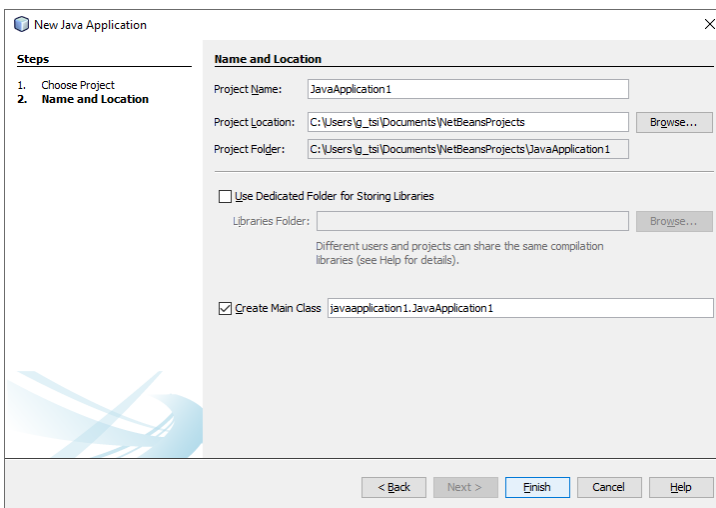 New Java Application
Steps
1. Choose Project
2. Name and Location
Name and Location
Project Name: JavaApplication1
Project Location: C:\Users\g_tsi\Documents\NetBeansProjects Browse...
Project Folder: C:\Users\g_tsi\Documents\NetBeansProjects\JavaApplication1
Use Dedicated Folder for Storing Libraries
Libraries Folder: Browse...
Different users and projects can share the same compilation
libraries (see Help for details).
Create Main Class javaapplication1.JavaApplication1
< Back Next > Finish Cancel Help